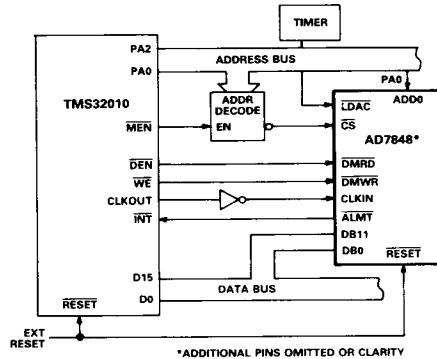 TIMER
PA2
ADDRESS BUS
PA0
PA0
TMS32010
ADDR
DECODE
EN
MEN
LDAC
ADD0
CS
AD7848*
DEN
DMRD
WE
DMWR
CLKOUT
CLKIN
INT
ALMT
DB11
DB0
RESET
D15
DATA BUS
D0
RESET
EXT
RESET
*ADDITIONAL PINS OMITTED OR CLARITY